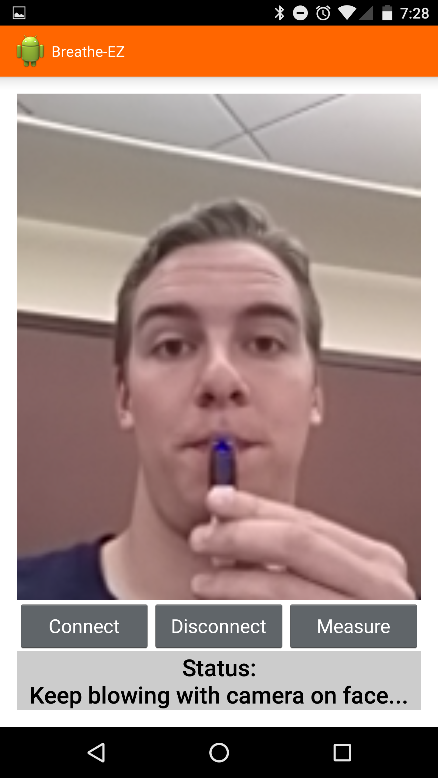 7:28
Breathe-EZ
Connect
Disconnect
Measure
Status:
Keep blowing with camera on face...